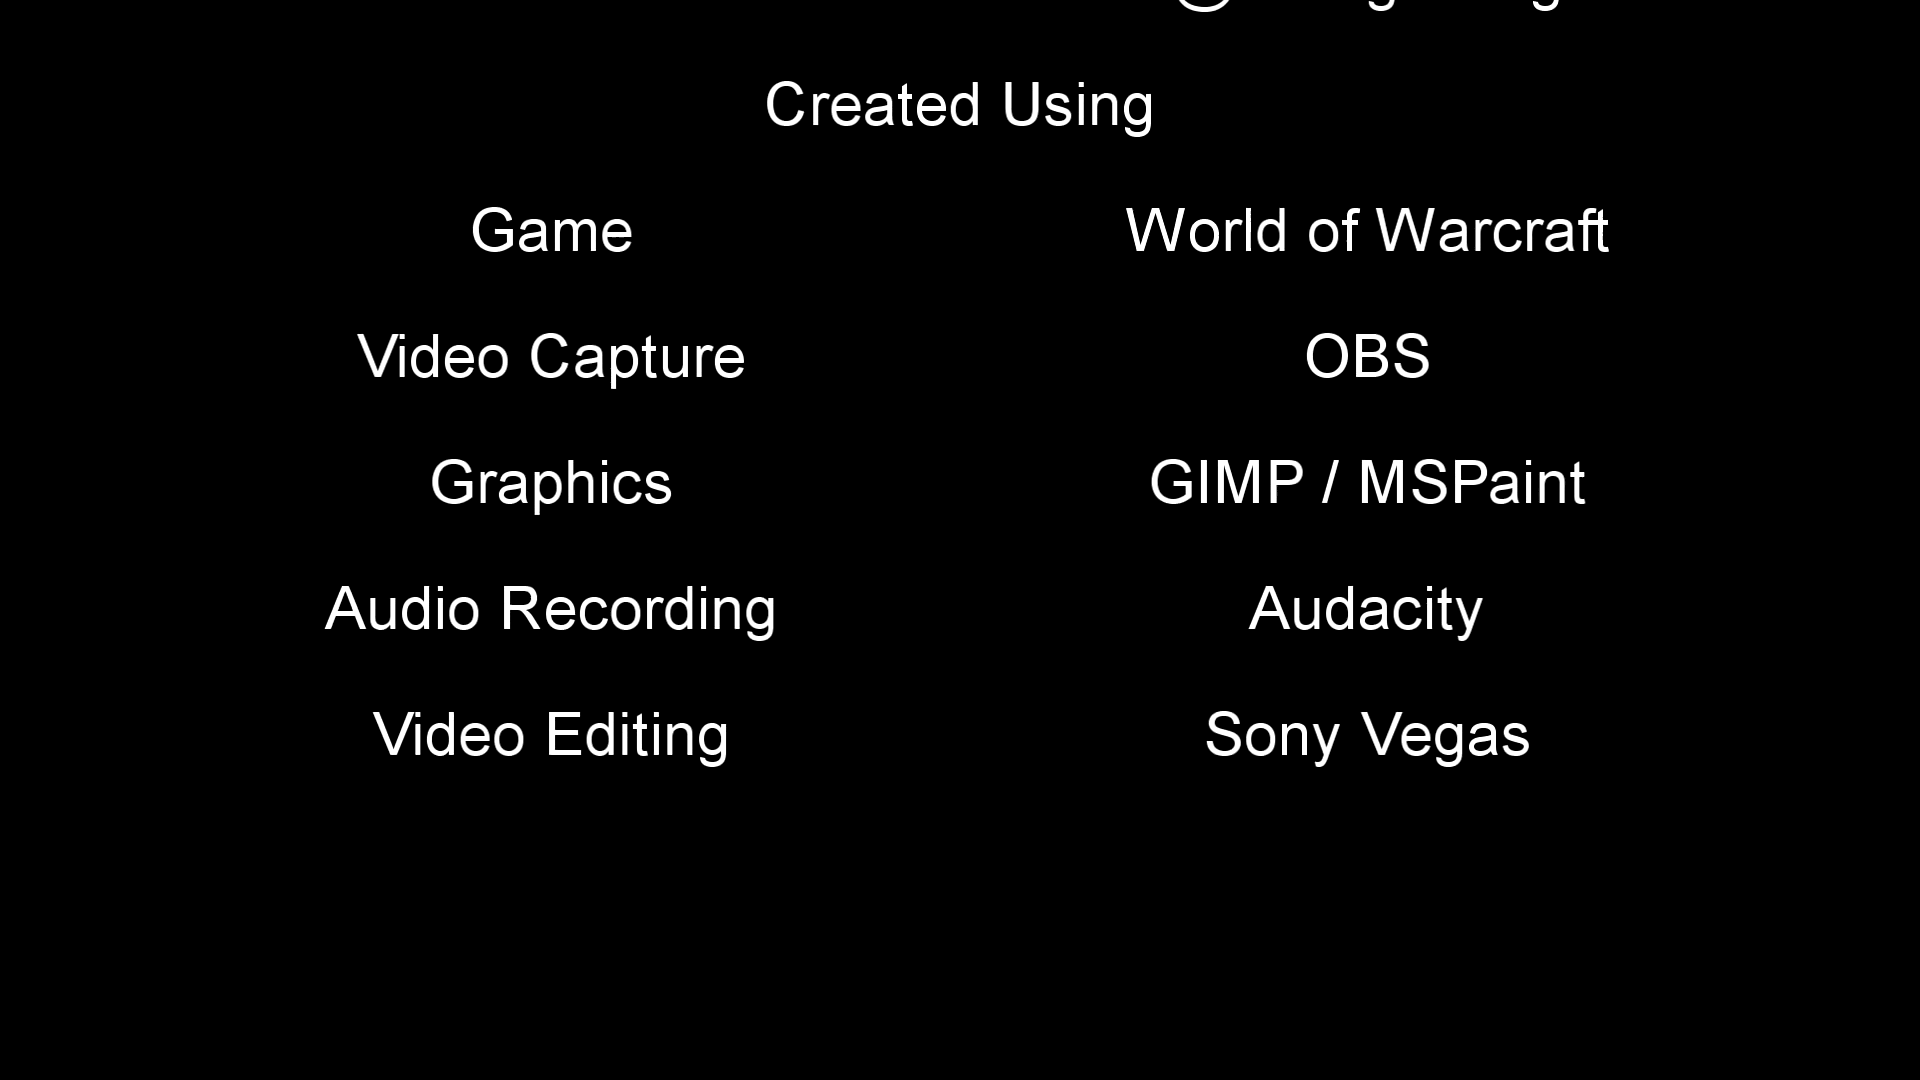 Created Using
Game World of Warcraft
Video Capture OBS
Graphics GIMP / MSPaint
Audio Recording Audacity
Video Editing Sony Vegas